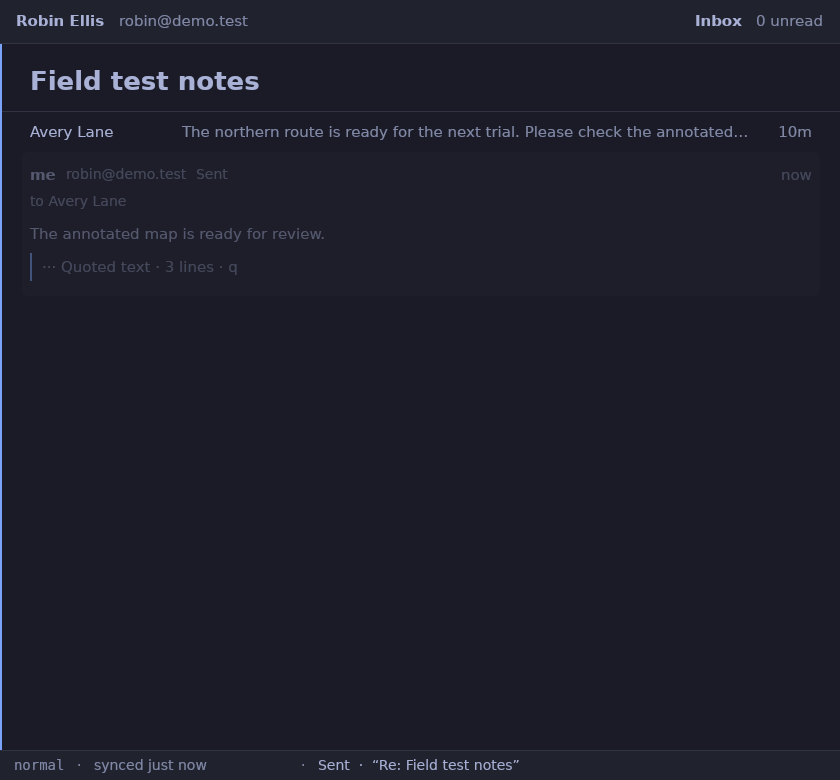 Robin Ellis robin@demo.test Inbox 0 unread
Field test notes
Avery Lane The northern route is ready for the next trial. Please check the annotated... 10m
me robin@demo.test Sent now
to Avery Lane
The annotated map is ready for review.
··· Quoted text · 3 lines · q
normal · synced just now · Sent · “Re: Field test notes”